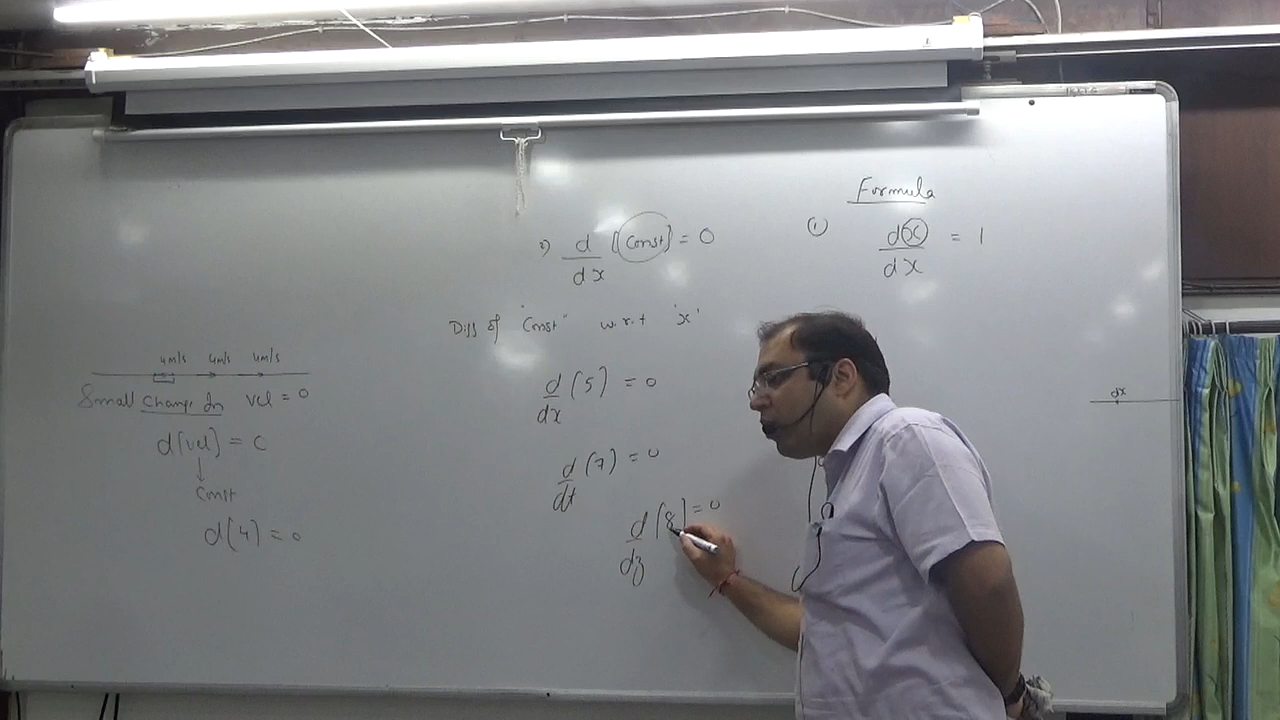 Formula
① d(x)/dx = 1
2) d/dx [Const] = 0
Diff of "Const" w.r.t 'x'
d/dx (5) = 0
d/dt (7) = 0
d/dz [8] = 0
4m/s 4m/s 4m/s
Small Change In vel = 0
d[vel] = 0
↓
Const
d[4] = 0
dx